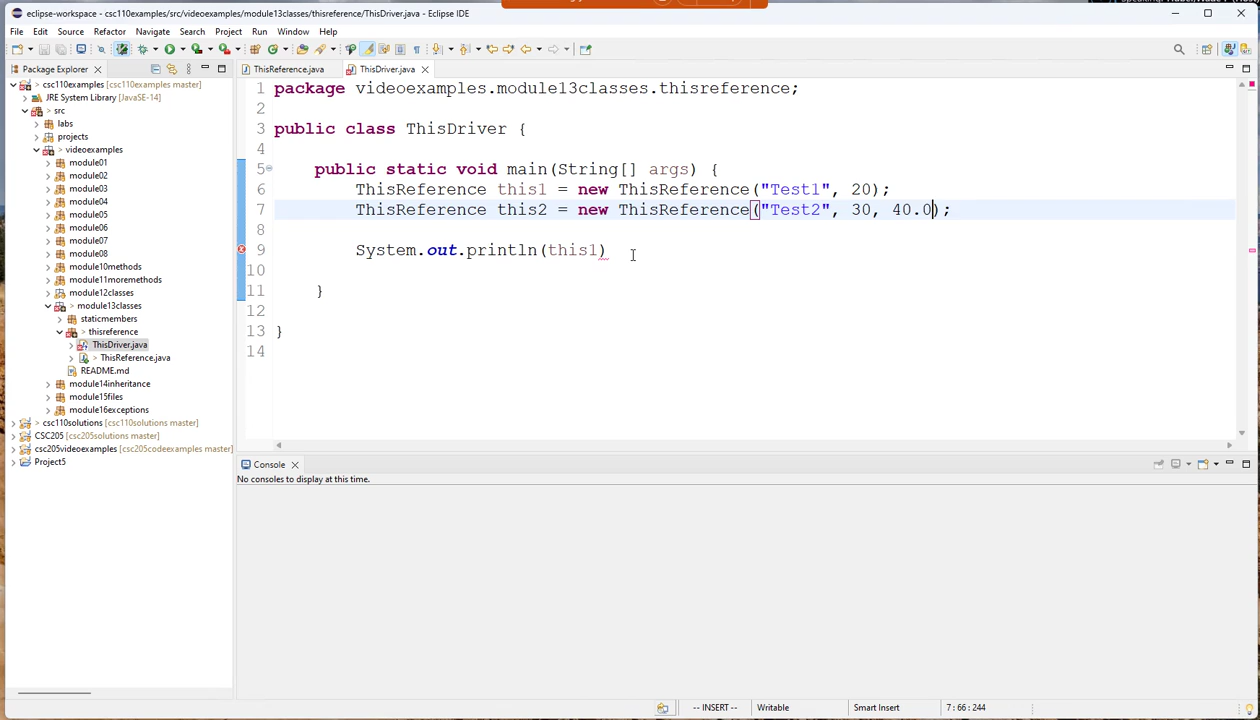 eclipse-workspace - csc110examples/src/videoexamples/module13classes/thisreference/ThisDriver.java - Eclipse IDE
File Edit Source Refactor Navigate Search Project Run Window Help
Package Explorer
ThisReference.java
ThisDriver.java
csc110examples [csc110examples master]
JRE System Library [JavaSE-14]
> src
labs
projects
videoexamples
module01
module02
module03
module04
module05
module06
module07
module08
module10methods
module11moremethods
module12classes
> module13classes
staticmembers
> thisreference
ThisDriver.java
> ThisReference.java
README.md
module14inheritance
module15files
module16exceptions
> csc110solutions [csc110solutions master]
CSC205 [csc205solutions master]
csc205videoexamples [csc205codeexamples master]
Project5
1 package videoexamples.module13classes.thisreference;
2
3 public class ThisDriver {
4
5 public static void main(String[] args) {
6 ThisReference this1 = new ThisReference("Test1", 20);
7 ThisReference this2 = new ThisReference("Test2", 30, 40.0);
8
9 System.out.println(this1)
10
11 }
12
13 }
14
Console
No consoles to display at this time.
-- INSERT -- Writable Smart Insert 7 : 66 : 244